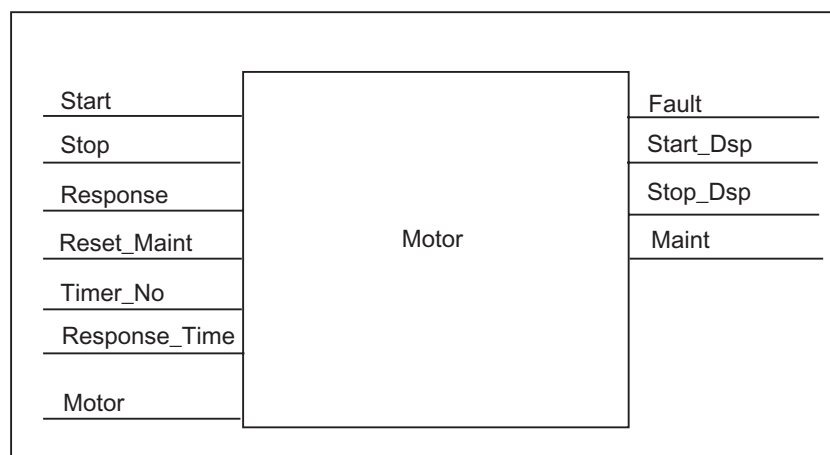 Start
Stop
Response
Reset_Maint
Timer_No
Response_Time
Motor
Motor
Fault
Start_Dsp
Stop_Dsp
Maint